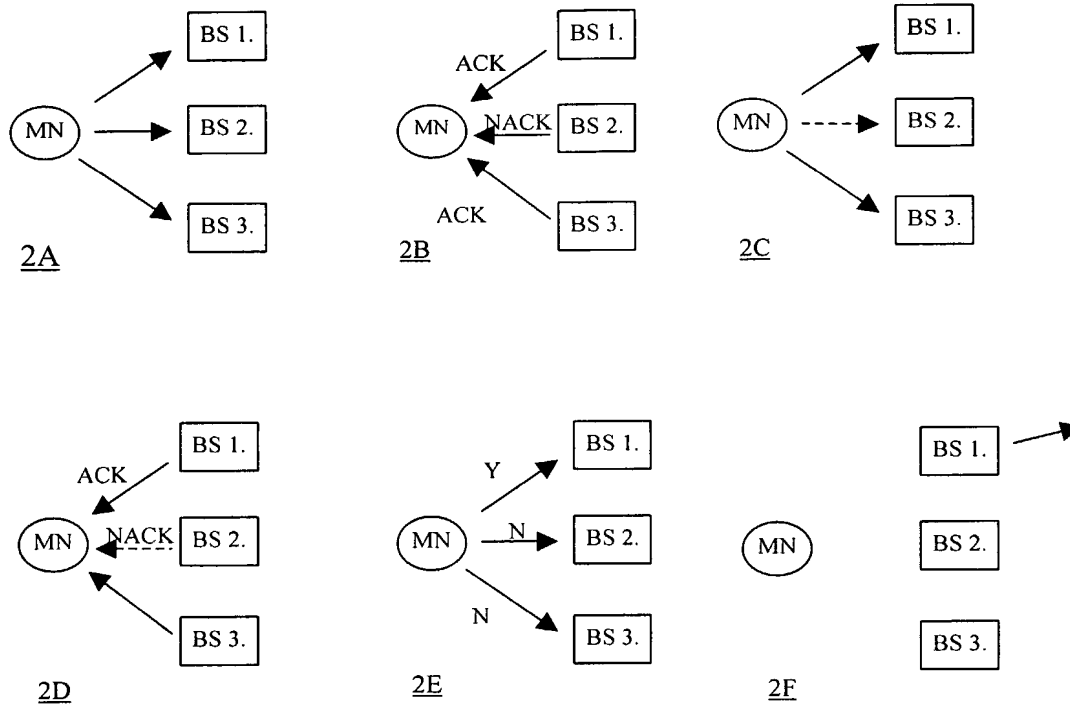 BS 1.
MN
BS 2.
BS 3.
2A
BS 1.
ACK
MN
NACK
BS 2.
ACK
BS 3.
2B
BS 1.
MN
BS 2.
BS 3.
2C
BS 1.
ACK
MN
NACK
BS 2.
BS 3.
2D
BS 1.
Y
MN
N
BS 2.
N
BS 3.
2E
BS 1.
MN
BS 2.
BS 3.
2F